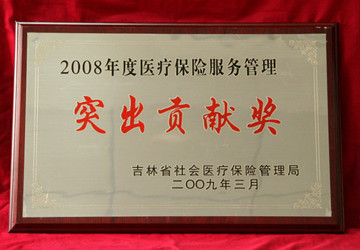 2008年度医疗保险服务管理
突出贡献奖
吉林省社会医疗保险管理局
二〇〇九年三月